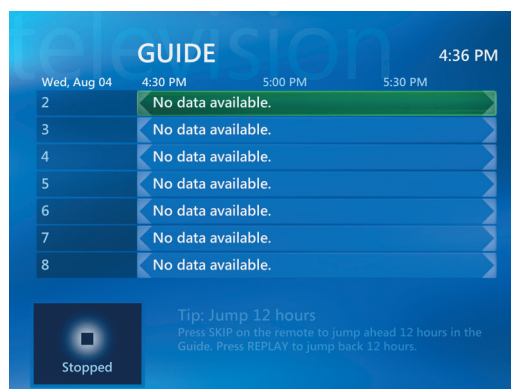 television
GUIDE 4:36 PM
Wed, Aug 04 4:30 PM 5:00 PM 5:30 PM
2 No data available.
3 No data available.
4 No data available.
5 No data available.
6 No data available.
7 No data available.
8 No data available.
Tip: Jump 12 hours
Press SKIP on the remote to jump ahead 12 hours in the
Guide. Press REPLAY to jump back 12 hours.
Stopped